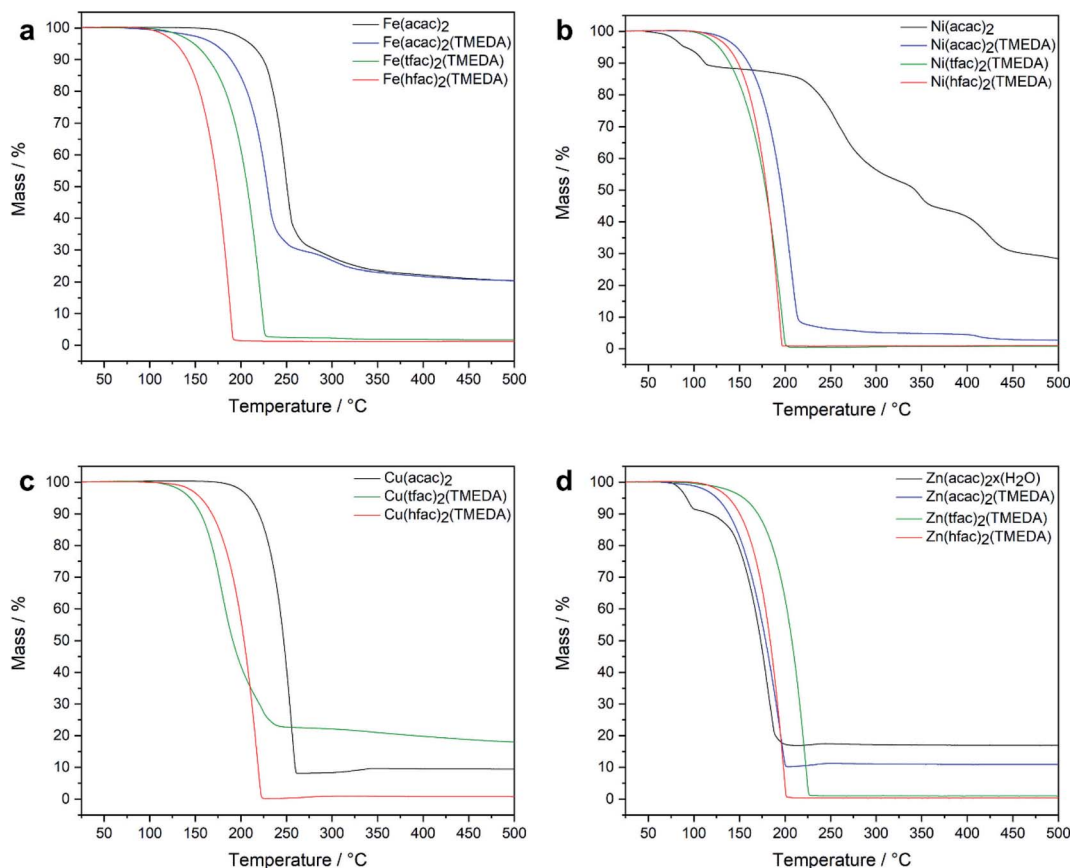 a
Fe(acac)2
Fe(acac)2(TMEDA)
Fe(tfac)2(TMEDA)
Fe(hfac)2(TMEDA)
100
90
80
70
60
50
40
30
20
10
0
Mass / %
50 100 150 200 250 300 350 400 450 500
Temperature / °C
b
Ni(acac)2
Ni(acac)2(TMEDA)
Ni(tfac)2(TMEDA)
Ni(hfac)2(TMEDA)
100
90
80
70
60
50
40
30
20
10
0
Mass / %
50 100 150 200 250 300 350 400 450 500
Temperature / °C
c
Cu(acac)2
Cu(tfac)2(TMEDA)
Cu(hfac)2(TMEDA)
100
90
80
70
60
50
40
30
20
10
0
Mass / %
50 100 150 200 250 300 350 400 450 500
Temperature / °C
d
Zn(acac)2x(H2O)
Zn(acac)2(TMEDA)
Zn(tfac)2(TMEDA)
Zn(hfac)2(TMEDA)
100
90
80
70
60
50
40
30
20
10
0
Mass / %
50 100 150 200 250 300 350 400 450 500
Temperature / °C